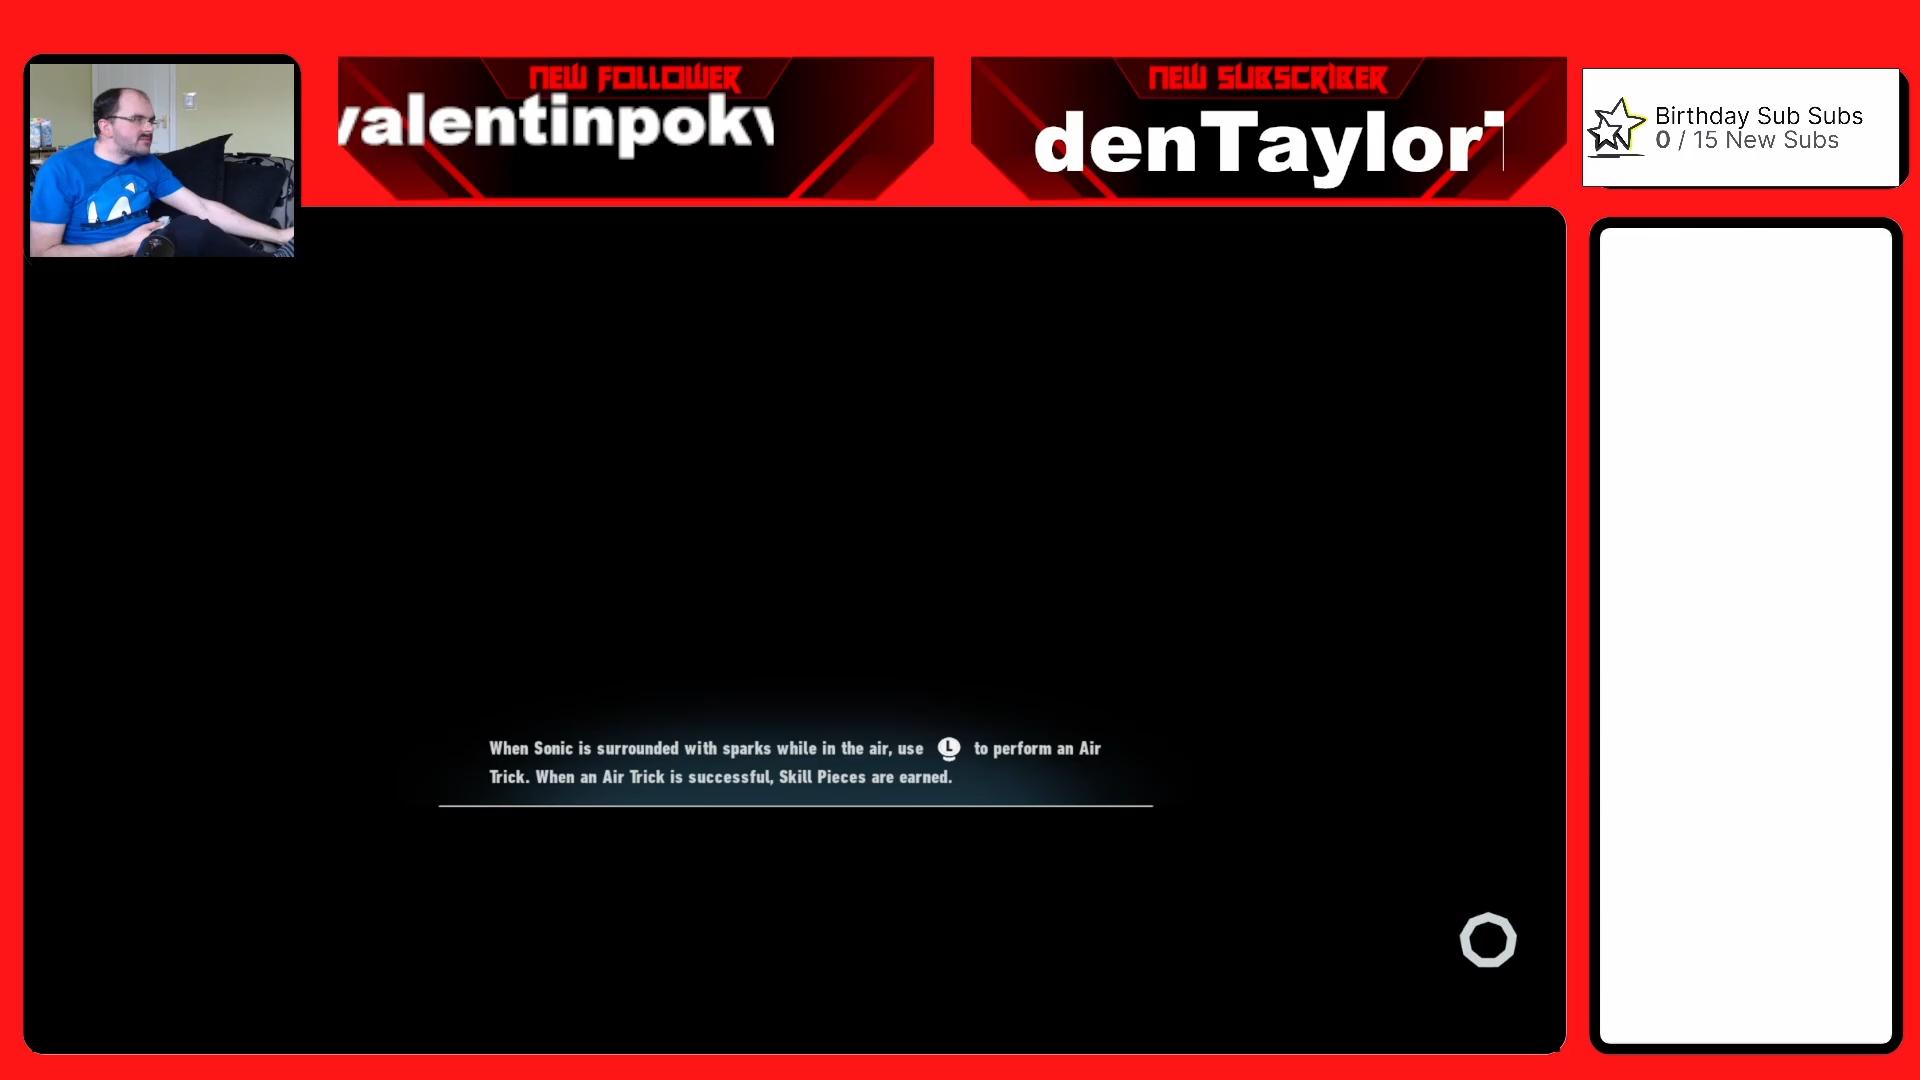 NEW FOLLOWER
valentinpokv
NEW SUBSCRIBER
denTaylor
Birthday Sub Subs
0 / 15 New Subs
When Sonic is surrounded with sparks while in the air, use L to perform an Air
Trick. When an Air Trick is successful, Skill Pieces are earned.